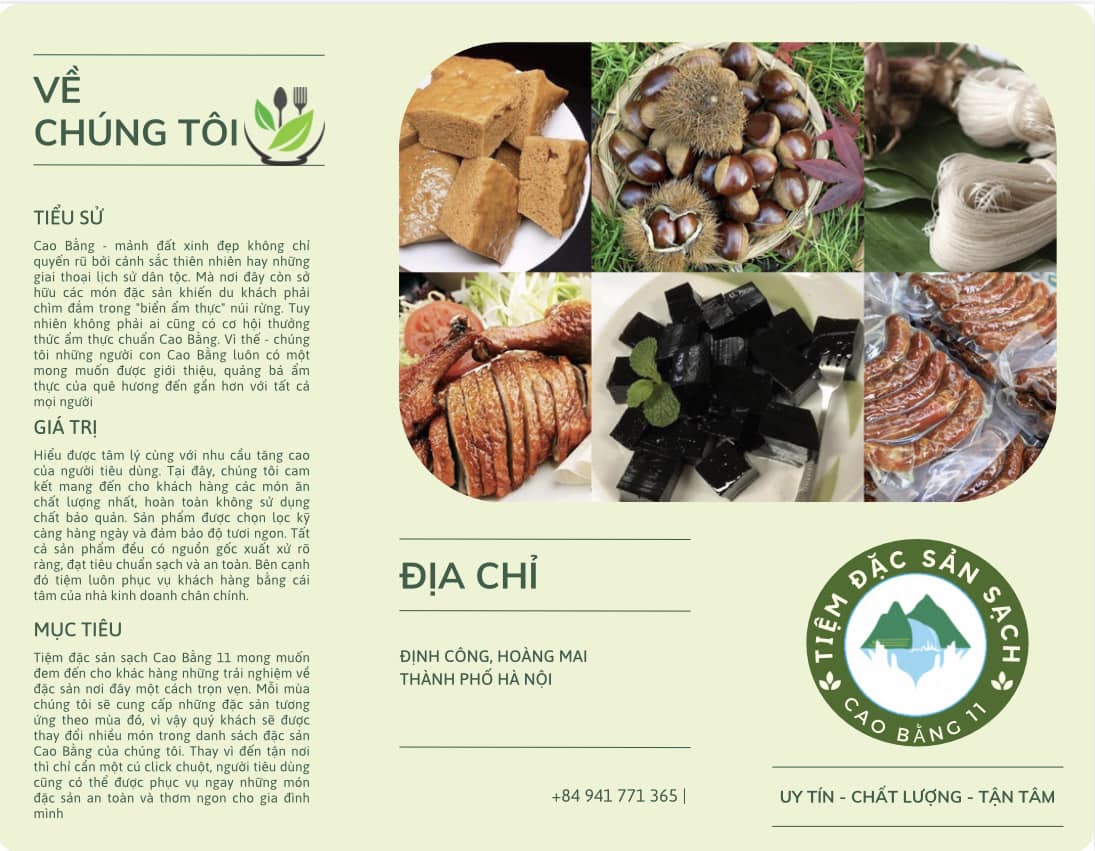 VỀ
CHÚNG TÔI
TIỂU SỬ
Cao Bằng - mảnh đất xinh đẹp không chỉ
quyến rũ bởi cảnh sắc thiên nhiên hay những
giai thoại lịch sử dân tộc. Mà nơi đây còn sở
hữu các món đặc sản khiến du khách phải
chìm đắm trong "biển ẩm thực" núi rừng. Tuy
nhiên không phải ai cũng có cơ hội thưởng
thức ẩm thực chuẩn Cao Bằng. Vì thế - chúng
tôi những người con Cao Bằng luôn có một
mong muốn được giới thiệu, quảng bá ẩm
thực của quê hương đến gần hơn với tất cả
mọi người
GIÁ TRỊ
Hiểu được tâm lý cùng với nhu cầu tăng cao
của người tiêu dùng. Tại đây, chúng tôi cam
kết mang đến cho khách hàng các món ăn
chất lượng nhất, hoàn toàn không sử dụng
chất bảo quản. Sản phẩm được chọn lọc kỹ
càng hàng ngày và đảm bảo độ tươi ngon. Tất
cả sản phẩm đều có nguồn gốc xuất xứ rõ
ràng, đạt tiêu chuẩn sạch và an toàn. Bên cạnh
đó tiệm luôn phục vụ khách hàng bằng cái
tâm của nhà kinh doanh chân chính.
MỤC TIÊU
Tiệm đặc sản sạch Cao Bằng 11 mong muốn
đem đến cho khác hàng những trải nghiệm về
đặc sản nơi đây một cách trọn vẹn. Mỗi mùa
chúng tôi sẽ cung cấp những đặc sản tương
ứng theo mùa đó, vì vậy quý khách sẽ được
thay đổi nhiều món trong danh sách đặc sản
Cao Bằng của chúng tôi. Thay vì đến tận nơi
thì chỉ cần một cú click chuột, người tiêu dùng
cũng có thể được phục vụ ngay những món
đặc sản an toàn và thơm ngon cho gia đình
mình
ĐỊA CHỈ
ĐỊNH CÔNG, HOÀNG MAI
THÀNH PHỐ HÀ NỘI
+84 941 771 365 |
TIỆM ĐẶC SẢN SẠCH
CAO BẰNG 11
UY TÍN - CHẤT LƯỢNG - TẬN TÂM